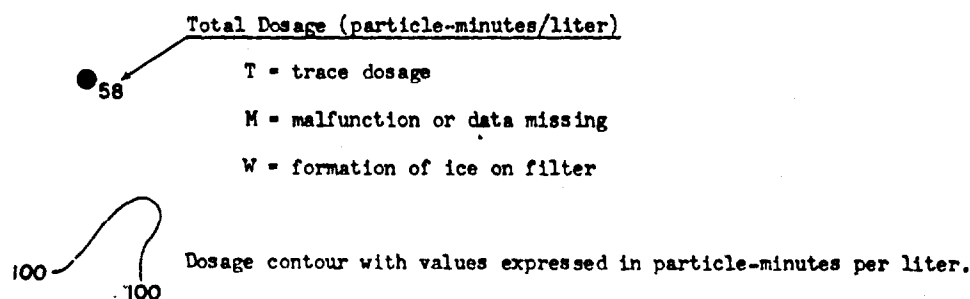 Total Dosage (particle-minutes/liter)
58
T = trace dosage
M = malfunction or data missing
W = formation of ice on filter
100
Dosage contour with values expressed in particle-minutes per liter.
100